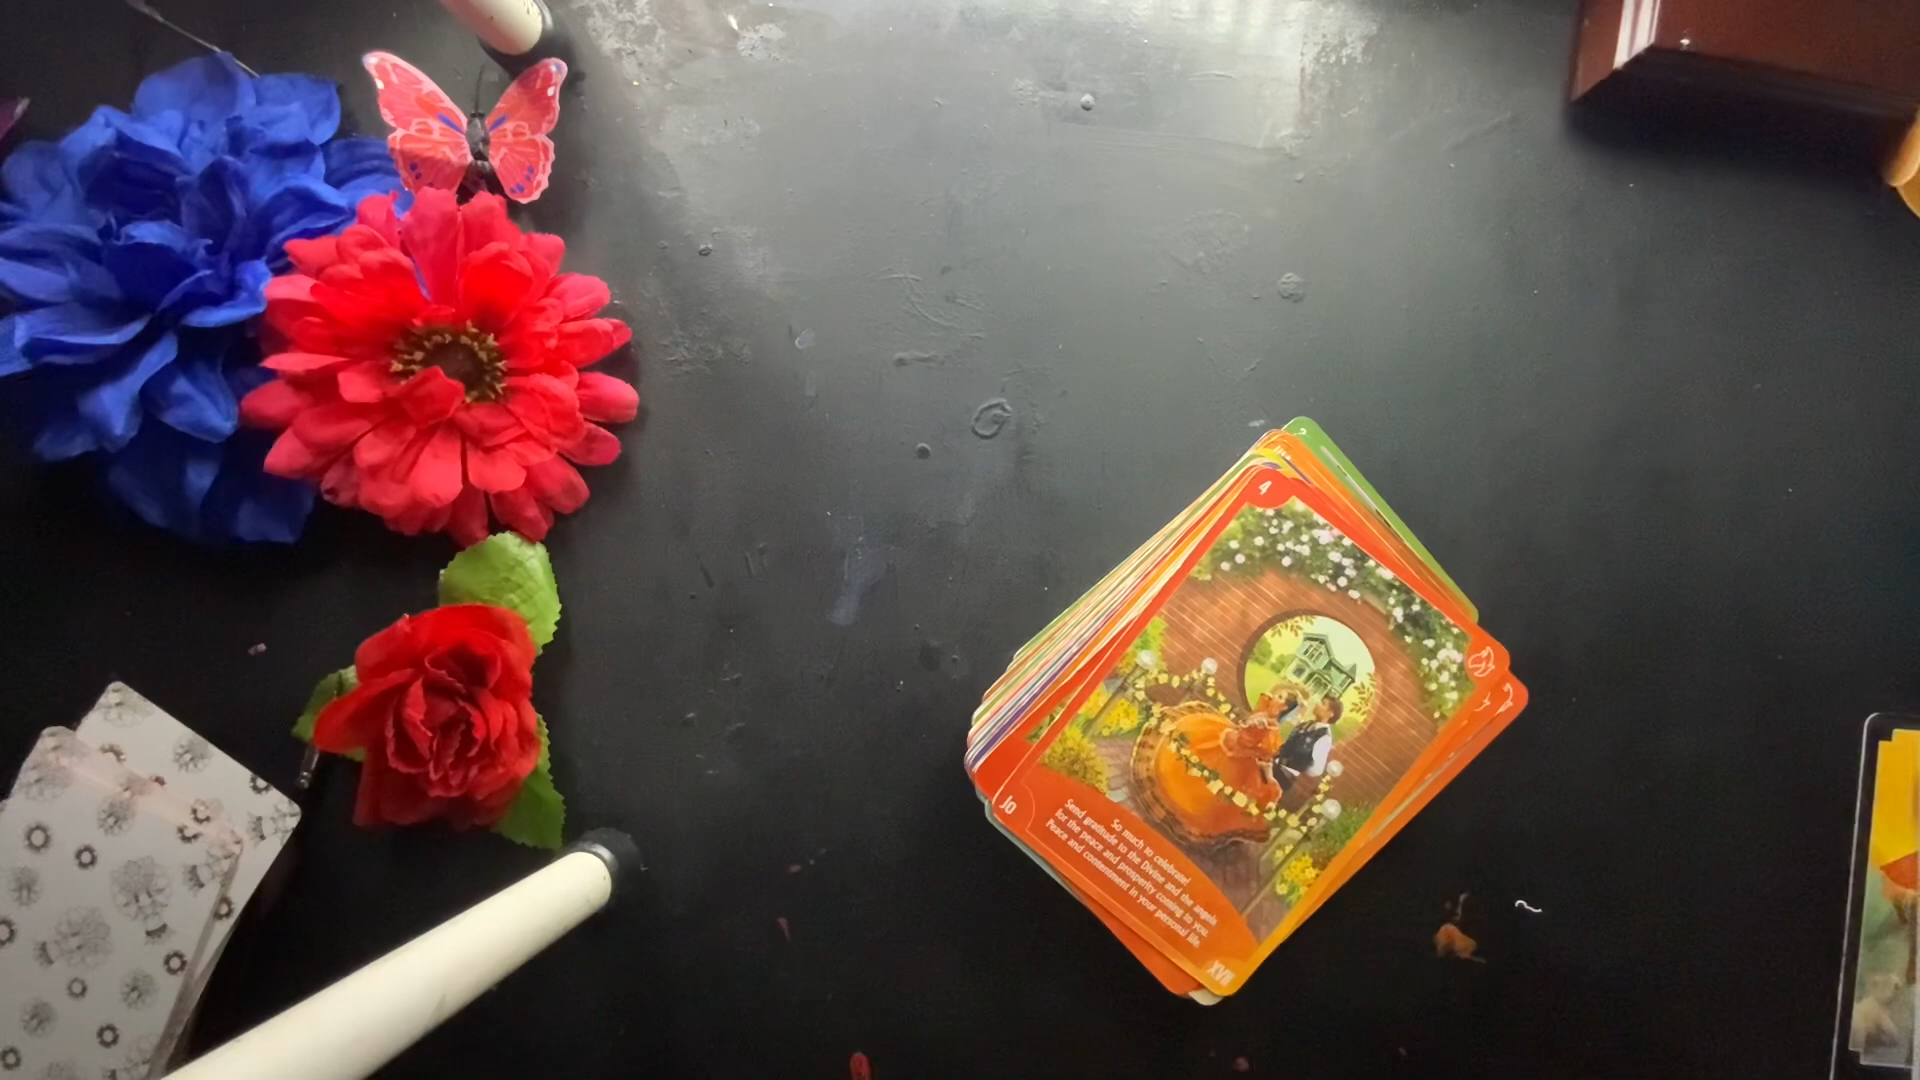 4
So much to celebrate!
Send gratitude to the Divine and the angels
for the peace and prosperity coming to you.
Peace and contentment in your personal life.
XVII